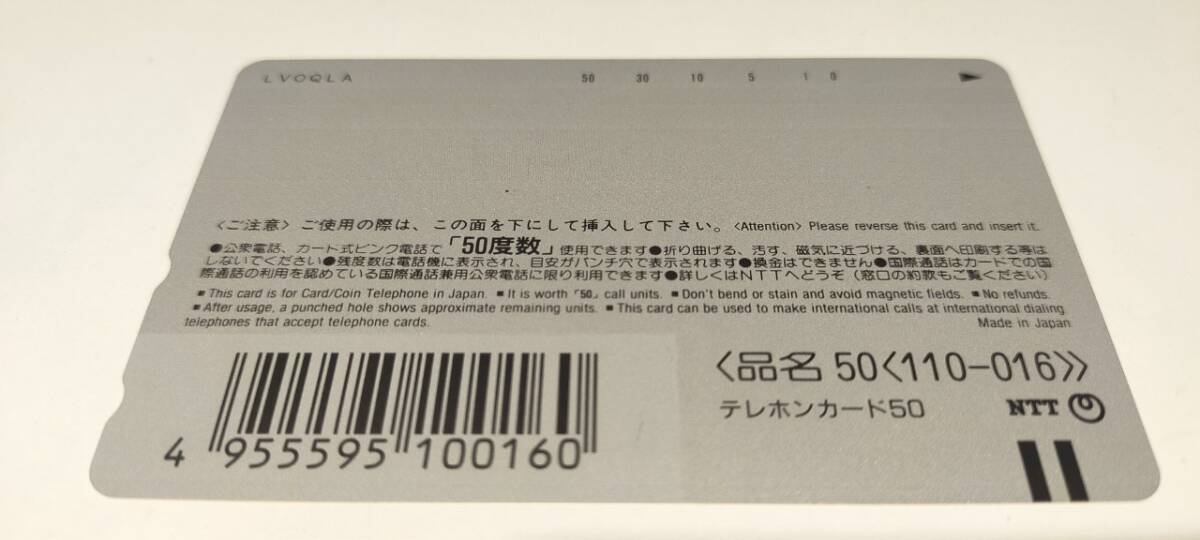 LVOQLA 50 30 10 5 1 0
〈ご注意〉ご使用の際は、この面を下にして挿入して下さい。〈Attention〉Please reverse this card and insert it.
●公衆電話、カード式ピンク電話で「50度数」使用できます●折り曲げる、汚す、磁気に近づける、裏面へ印刷する等は
しないでください●残度数は電話機に表示され、目安がパンチ穴で表示されます●換金はできません●国際通話はカードでの国
際通話の利用を認めている国際通話兼用公衆電話に限り利用できます●詳しくはNTTへどうぞ（窓口の約款もご覧ください）
■This card is for Card/Coin Telephone in Japan. ■It is worth「50」call units. ■Don't bend or stain and avoid magnetic fields. ■No refunds.
■After usage, a punched hole shows approximate remaining units. ■This card can be used to make international calls at international dialing
telephones that accept telephone cards. Made in Japan
〈品名 50〈110-016〉〉
テレホンカード50 NTT
4 955595 100160